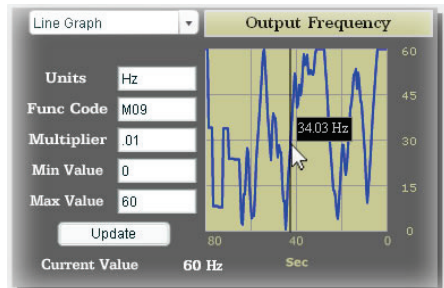 Line Graph
Output Frequency
Units Hz
Func Code M09
Multiplier .01
Min Value 0
Max Value 60
Update
Current Value 60 Hz
34.03 Hz
60
45
30
15
0
80 40 0
Sec